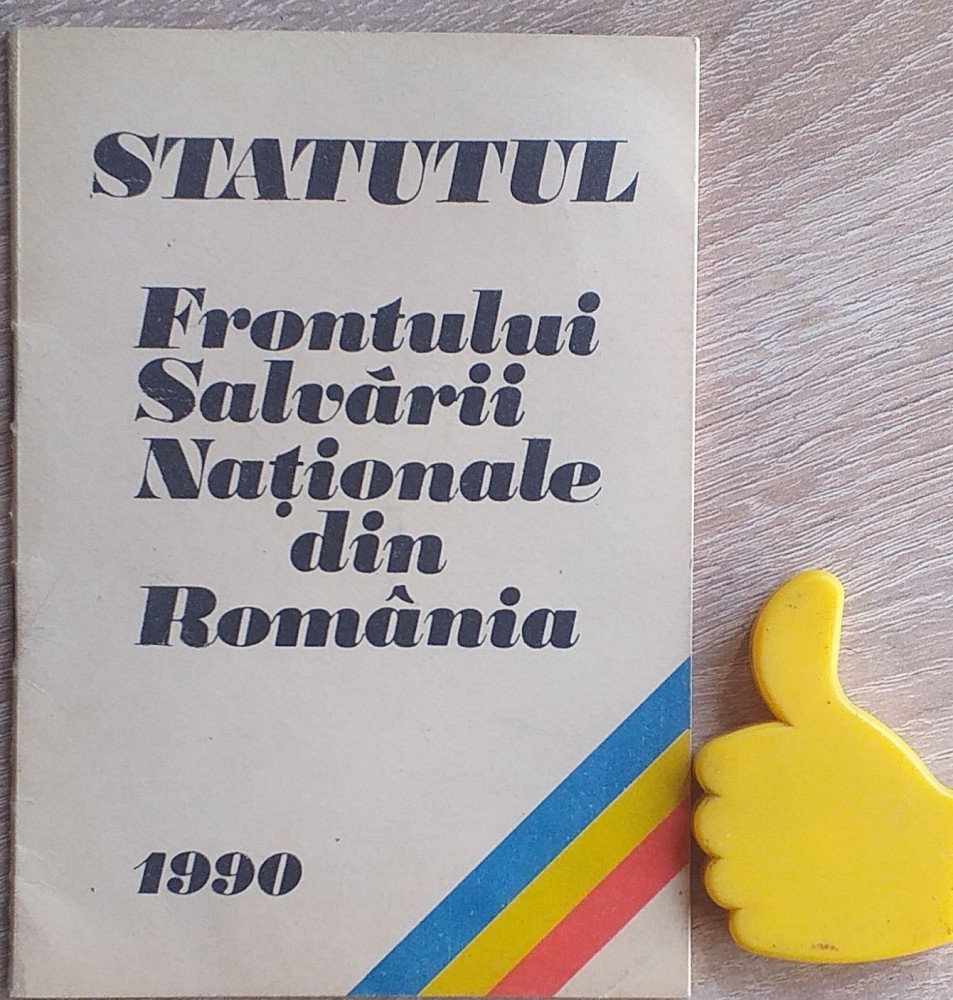 STATUTUL
Frontului
Salvării
Naționale
din
România
1990